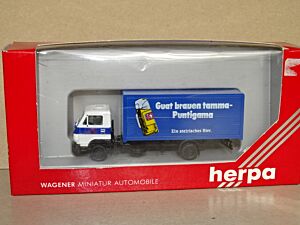 Guat brauen tamma-
Puntigama
Ein steirisches Bier.
WAGENER MINIATUR AUTOMOBILE
herpa